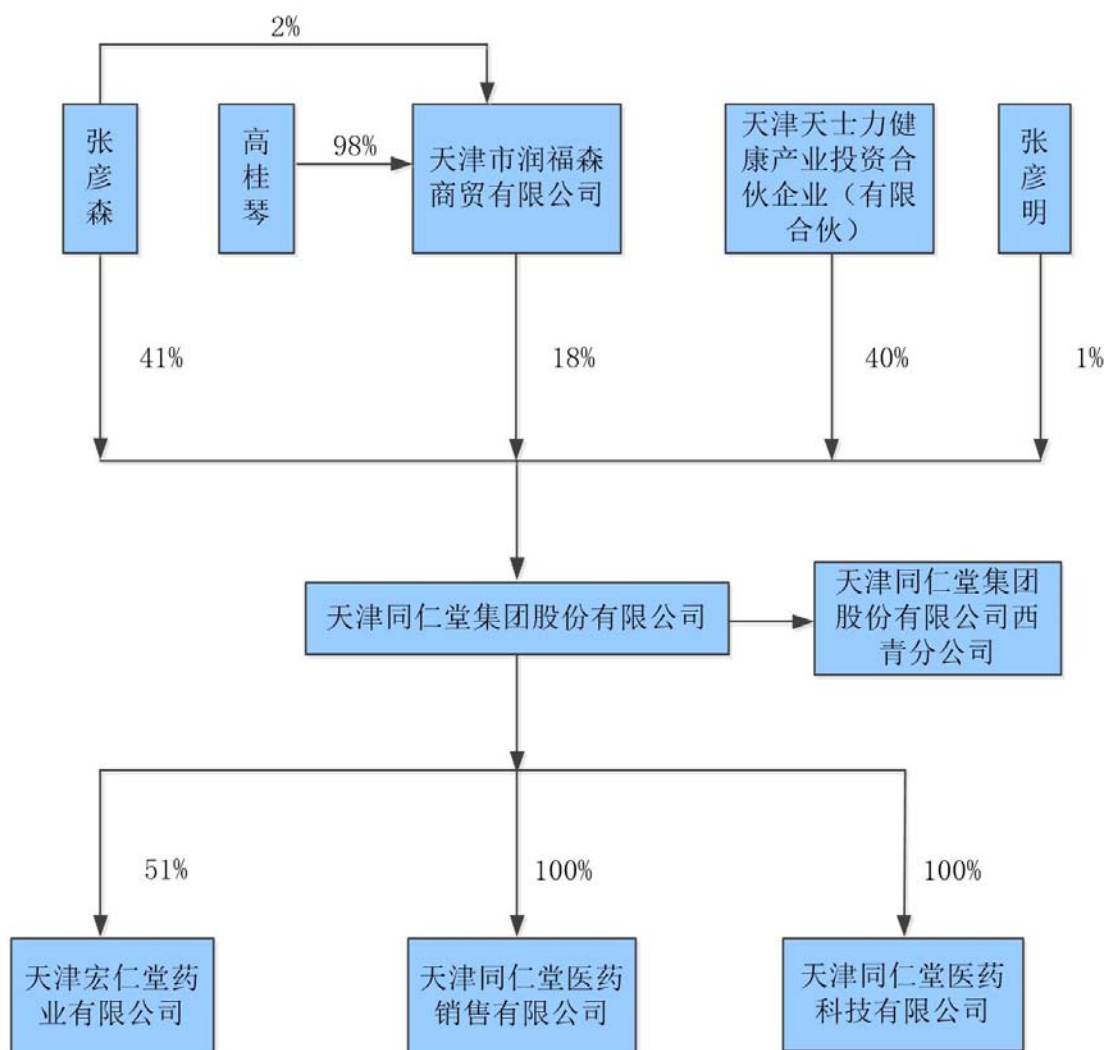 2%
张彦森
高桂琴
98%
天津市润福森
商贸有限公司
天津天士力健
康产业投资合
伙企业（有限
合伙）
张彦明
41%
18%
40%
1%
天津同仁堂集团股份有限公司
天津同仁堂集团
股份有限公司西
青分公司
51%
100%
100%
天津宏仁堂药
业有限公司
天津同仁堂医药
销售有限公司
天津同仁堂医药
科技有限公司